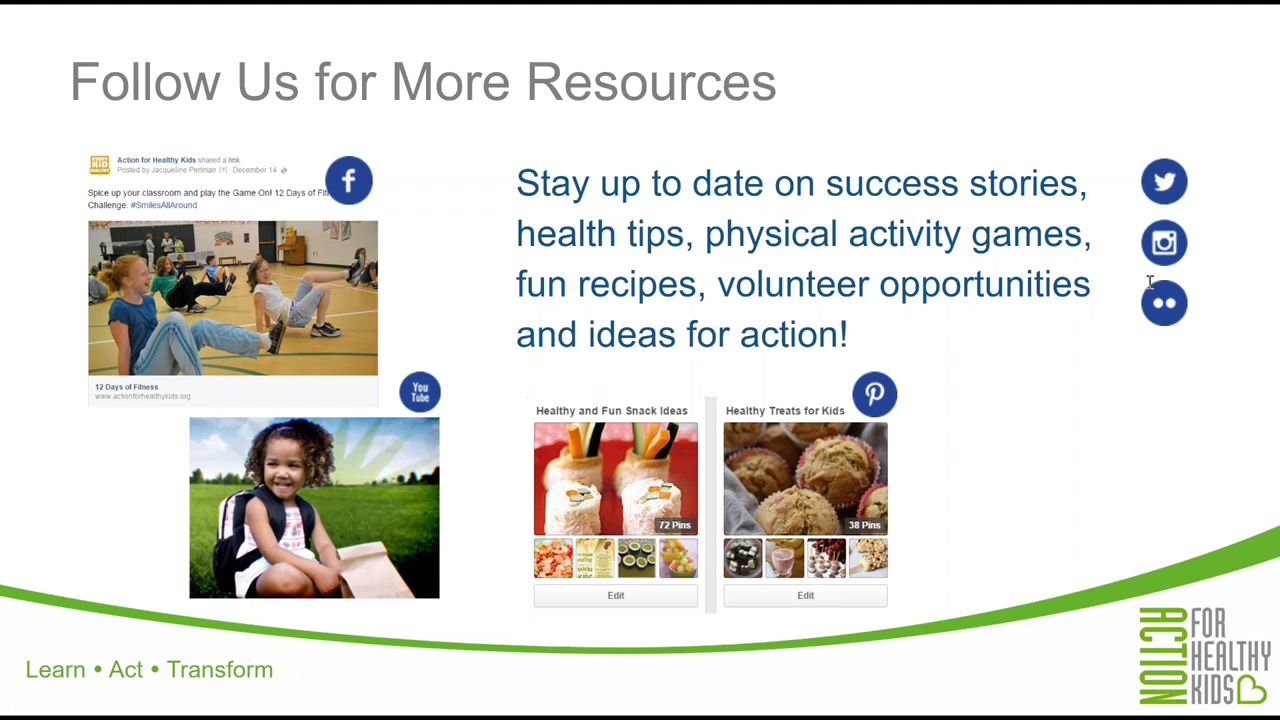 Follow Us for More Resources
EVERY
KID
HEALTHY
Action for Healthy Kids shared a link.
Posted by Jacqueline Perlman [?] · December 14
Spice up your classroom and play the Game On! 12 Days of Fit
Challenge. #SmilesAllAround
f
12 Days of Fitness
www.actionforhealthykids.org
You
Tube
Stay up to date on success stories,
health tips, physical activity games,
fun recipes, volunteer opportunities
and ideas for action!
Healthy and Fun Snack Ideas
72 Pins
Edit
Healthy Treats for Kids
38 Pins
Edit
Learn • Act • Transform
ACTION
FOR
HEALTHY
KIDS